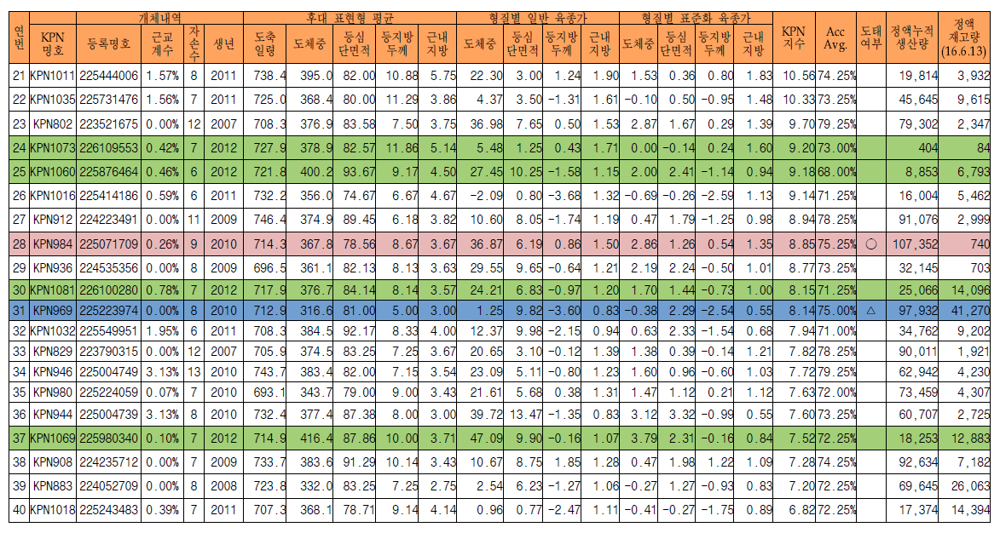 연번 개체내역 후대 표현형 평균 형질별 일반 육종가 형질별 표준화 육종가 KPN 지수 Acc Avg. 도태 여부 정액누적 생산량 정액 재고량 (16.6.13)
KPN 명호 등록명호 근교 계수 자손수 생년 도축 일령 도체중 등심 단면적 등지방 두께 근내 지방 도체중 등심 단면적 등지방 두께 근내 지방 도체중 등심 단면적 등지방 두께 근내 지방
21 KPN1011 225444006 1.57% 8 2011 738.4 395.0 82.00 10.88 5.75 22.30 3.00 1.24 1.90 1.53 0.36 0.80 1.83 10.56 74.25% 19,814 3,932
22 KPN1035 225731476 1.56% 7 2011 725.0 368.4 80.00 11.29 3.86 4.37 3.50 -1.31 1.61 -0.10 0.50 -0.95 1.48 10.33 73.25% 45,645 9,615
23 KPN802 223521675 0.00% 12 2007 708.3 376.9 83.58 7.50 3.75 36.98 7.65 0.50 1.53 2.87 1.67 0.29 1.39 9.70 79.25% 79,302 2,347
24 KPN1073 226109553 0.42% 7 2012 727.9 378.9 82.57 11.86 5.14 5.48 1.25 0.43 1.71 0.00 -0.14 0.24 1.60 9.20 73.00% 404 84
25 KPN1060 225876464 0.46% 6 2012 721.8 400.2 93.67 9.17 4.50 27.45 10.25 -1.58 1.15 2.00 2.41 -1.14 0.94 9.18 68.00% 8,853 6,793
26 KPN1016 225414186 0.59% 6 2011 732.2 356.0 74.67 6.67 4.67 -2.09 0.80 -3.68 1.32 -0.69 -0.26 -2.59 1.13 9.14 71.25% 16,004 5,462
27 KPN912 224223491 0.00% 11 2009 746.4 374.9 89.45 6.18 3.82 10.60 8.05 -1.74 1.19 0.47 1.79 -1.25 0.98 8.94 78.25% 91,076 2,999
28 KPN984 225071709 0.26% 9 2010 714.3 367.8 78.56 8.67 3.67 36.87 6.19 0.86 1.50 2.86 1.26 0.54 1.35 8.85 75.25% ○ 107,352 740
29 KPN936 224535356 0.00% 8 2009 696.5 361.1 82.13 8.13 3.63 29.55 9.65 -0.64 1.21 2.19 2.24 -0.50 1.01 8.77 73.25% 32,145 703
30 KPN1081 226100280 0.78% 7 2012 717.9 376.7 84.14 8.14 3.57 24.21 6.83 -0.97 1.20 1.70 1.44 -0.73 1.00 8.15 71.25% 25,066 14,096
31 KPN969 225223974 0.00% 8 2010 712.9 316.6 81.00 5.00 3.00 1.25 9.82 -3.60 0.83 -0.38 2.29 -2.54 0.55 8.14 75.00% △ 97,932 41,270
32 KPN1032 225549951 1.95% 6 2011 708.3 384.5 92.17 8.33 4.00 12.37 9.98 -2.15 0.94 0.63 2.33 -1.54 0.68 7.94 71.00% 34,762 9,202
33 KPN829 223790315 0.00% 12 2007 705.9 374.5 83.25 7.25 3.67 20.65 3.10 -0.12 1.39 1.38 0.39 -0.14 1.21 7.82 78.25% 90,011 1,921
34 KPN946 225004749 3.13% 13 2010 743.7 383.4 82.00 7.15 3.54 23.09 5.11 -0.80 1.23 1.60 0.96 -0.60 1.03 7.72 79.25% 62,942 4,230
35 KPN980 225224059 0.07% 7 2010 693.1 343.7 79.00 9.00 3.43 21.61 5.68 0.38 1.31 1.47 1.12 0.21 1.12 7.63 72.00% 73,459 4,307
36 KPN944 225004739 3.13% 8 2010 732.4 377.4 87.38 8.00 3.00 39.72 13.47 -1.35 0.83 3.12 3.32 -0.99 0.55 7.60 73.25% 60,707 2,725
37 KPN1069 225980340 0.10% 7 2012 714.9 416.4 87.86 10.00 3.71 47.09 9.90 -0.16 1.07 3.79 2.31 -0.16 0.84 7.52 72.25% 18,253 12,883
38 KPN908 224235712 0.00% 7 2009 733.7 383.6 91.29 10.14 3.43 10.67 8.75 1.85 1.28 0.47 1.98 1.22 1.09 7.28 74.25% 92,634 7,182
39 KPN883 224052709 0.00% 8 2008 723.8 332.0 83.25 7.25 2.75 2.54 6.23 -1.27 1.06 -0.27 1.27 -0.93 0.83 7.20 72.25% 69,645 26,063
40 KPN1018 225243483 0.39% 7 2011 707.3 368.1 78.71 9.14 4.14 0.96 0.77 -2.47 1.11 -0.41 -0.27 -1.75 0.89 6.82 72.25% 17,374 14,394